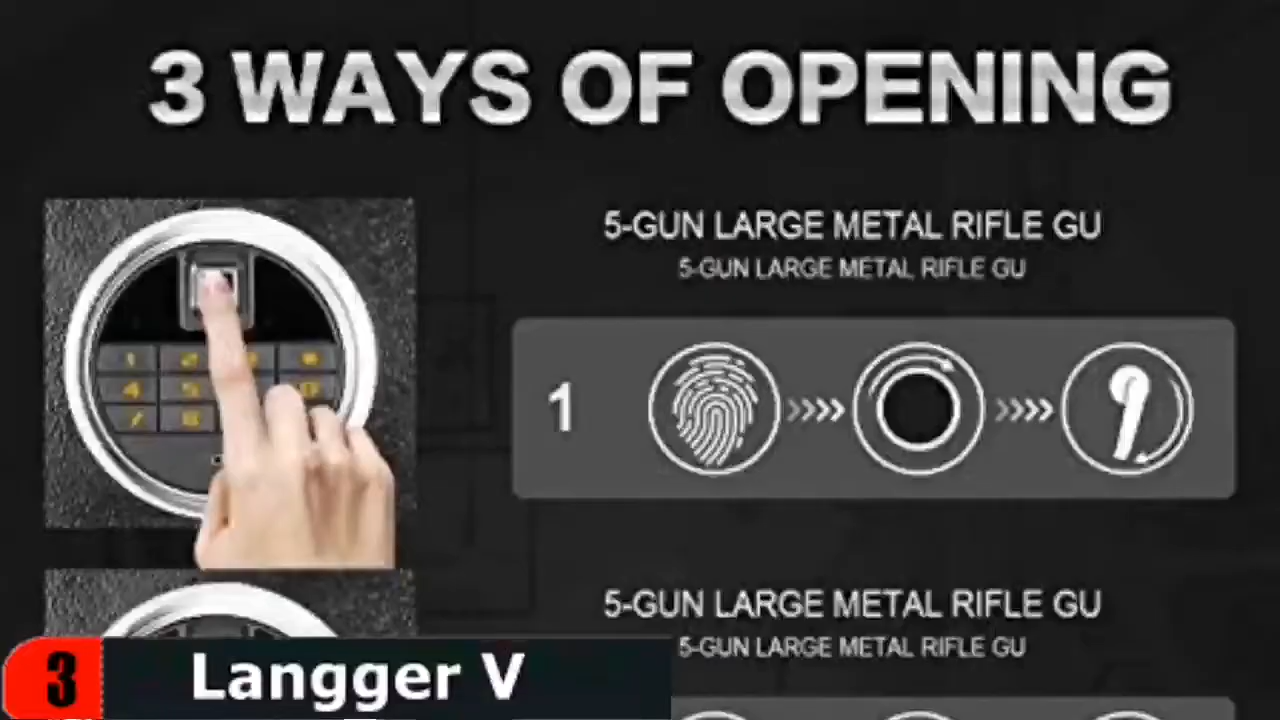 3 WAYS OF OPENING
5-GUN LARGE METAL RIFLE GU
5-GUN LARGE METAL RIFLE GU
1
5-GUN LARGE METAL RIFLE GU
5-GUN LARGE METAL RIFLE GU
3 Langger V